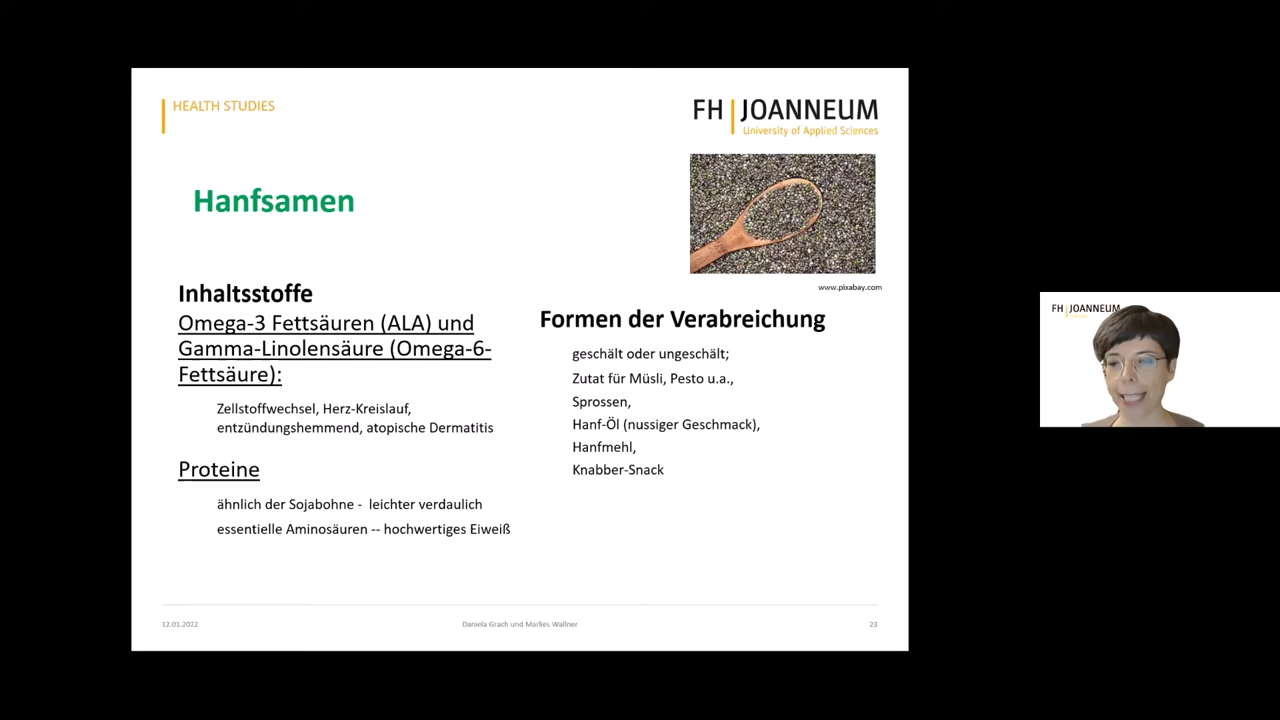 HEALTH STUDIES
FH JOANNEUM
University of Applied Sciences
Hanfsamen
www.pixabay.com
Inhaltsstoffe
Omega-3 Fettsäuren (ALA) und
Gamma-Linolensäure (Omega-6-
Fettsäure):
Zellstoffwechsel, Herz-Kreislauf,
entzündungshemmend, atopische Dermatitis
Proteine
ähnlich der Sojabohne - leichter verdaulich
essentielle Aminosäuren -- hochwertiges Eiweiß
Formen der Verabreichung
geschält oder ungeschält;
Zutat für Müsli, Pesto u.a.,
Sprossen,
Hanf-Öl (nussiger Geschmack),
Hanfmehl,
Knabber-Snack
12.01.2022
Daniela Grach und Marlies Wallner
23
FH JOANNEUM